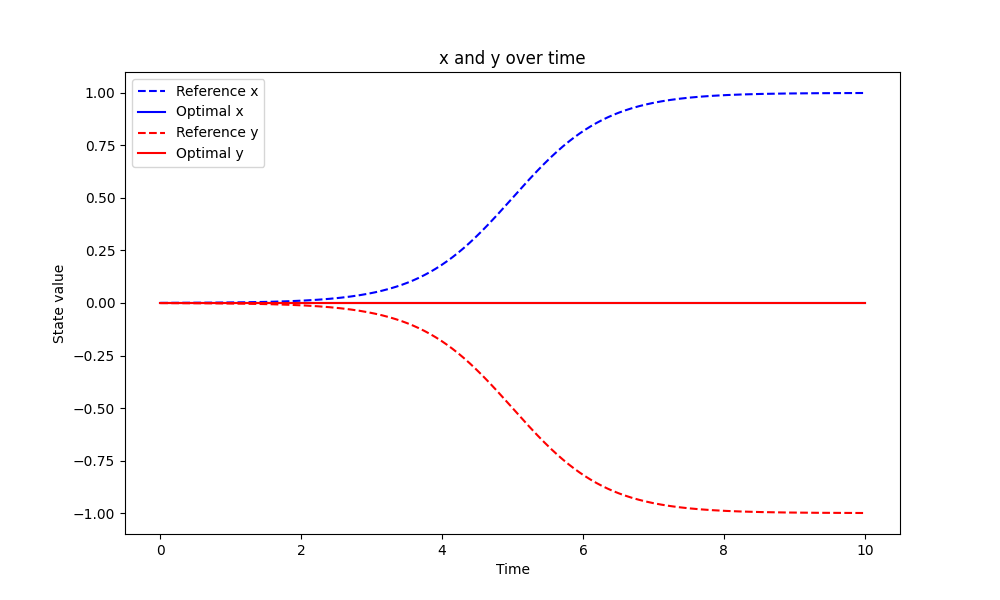 x and y over time
Reference x
Optimal x
Reference y
Optimal y
1.00
0.75
0.50
0.25
0.00
−0.25
−0.50
−0.75
−1.00
State value
0 2 4 6 8 10
Time